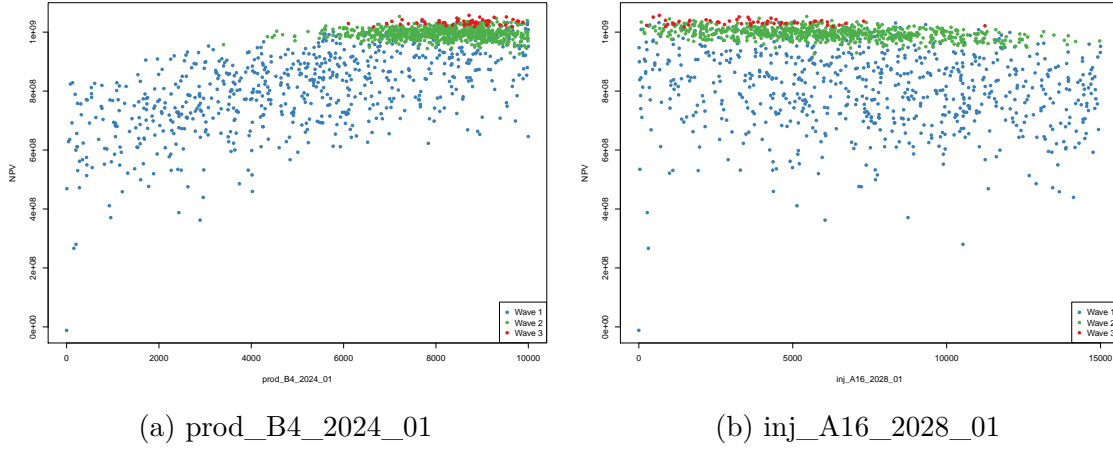 NPV
1e+09
8e+08
6e+08
4e+08
2e+08
0e+00
0
2000
4000
6000
8000
10000
prod_B4_2024_01
Wave 1
Wave 2
Wave 3
(a) prod_B4_2024_01
NPV
1e+09
8e+08
6e+08
4e+08
2e+08
0e+00
0
5000
10000
15000
inj_A16_2028_01
Wave 1
Wave 2
Wave 3
(b) inj_A16_2028_01